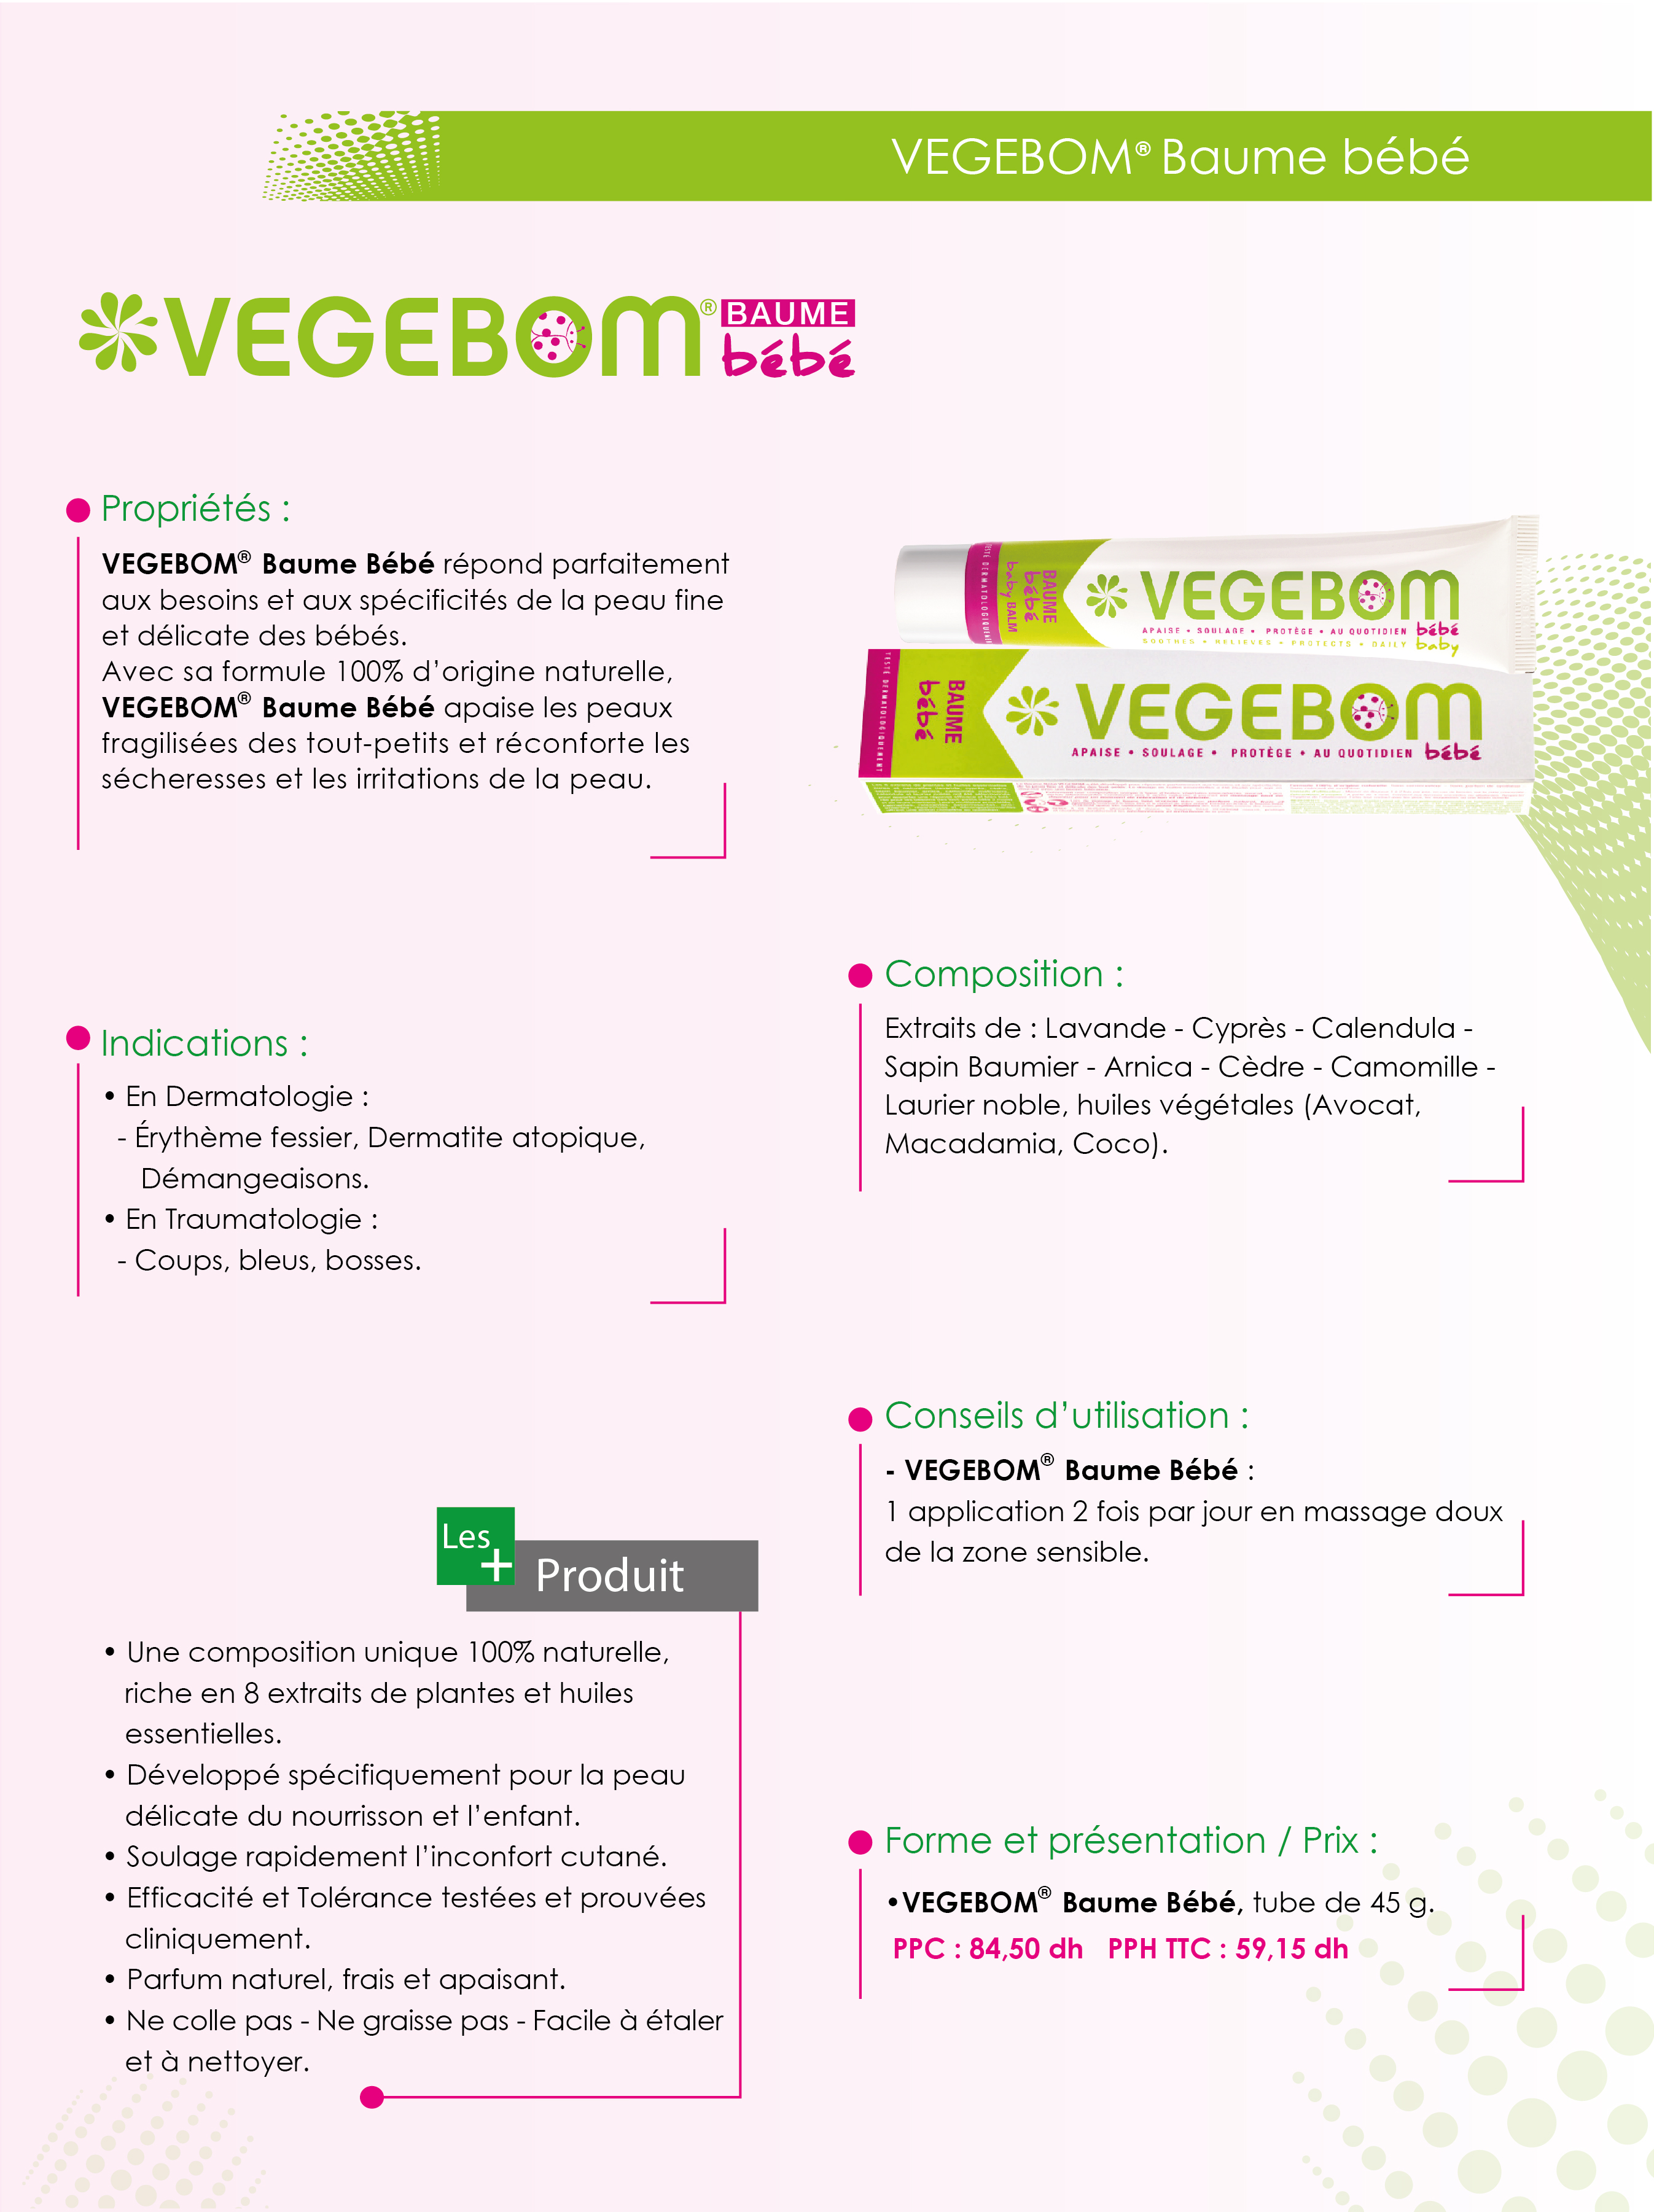 VEGEBOM® Baume bébé
VEGEBOM® BAUME
bébé
Propriétés :
VEGEBOM® Baume Bébé répond parfaitement
aux besoins et aux spécificités de la peau fine
et délicate des bébés.
Avec sa formule 100% d’origine naturelle,
VEGEBOM® Baume Bébé apaise les peaux
fragilisées des tout-petits et réconforte les
sécheresses et les irritations de la peau.
TESTÉ DERMATOLOGIQUEMENT
BAUME
bébé
baby BALM
VEGEBOM
APAISE • SOULAGE • PROTÈGE • AU QUOTIDIEN bébé
SOOTHES • RELIEVES • PROTECTS • DAILY baby
TESTÉ DERMATOLOGIQUEMENT
BAUME
bébé
VEGEBOM
APAISE • SOULAGE • PROTÈGE • AU QUOTIDIEN bébé
Indications :
• En Dermatologie :
- Érythème fessier, Dermatite atopique,
Démangeaisons.
• En Traumatologie :
- Coups, bleus, bosses.
Les +
Produit
• Une composition unique 100% naturelle,
riche en 8 extraits de plantes et huiles
essentielles.
• Développé spécifiquement pour la peau
délicate du nourrisson et l’enfant.
• Soulage rapidement l’inconfort cutané.
• Efficacité et Tolérance testées et prouvées
cliniquement.
• Parfum naturel, frais et apaisant.
• Ne colle pas - Ne graisse pas - Facile à étaler
et à nettoyer.
Composition :
Extraits de : Lavande - Cyprès - Calendula -
Sapin Baumier - Arnica - Cèdre - Camomille -
Laurier noble, huiles végétales (Avocat,
Macadamia, Coco).
Conseils d’utilisation :
- VEGEBOM® Baume Bébé :
1 application 2 fois par jour en massage doux
de la zone sensible.
Forme et présentation / Prix :
•VEGEBOM® Baume Bébé, tube de 45 g.
PPC : 84,50 dh PPH TTC : 59,15 dh